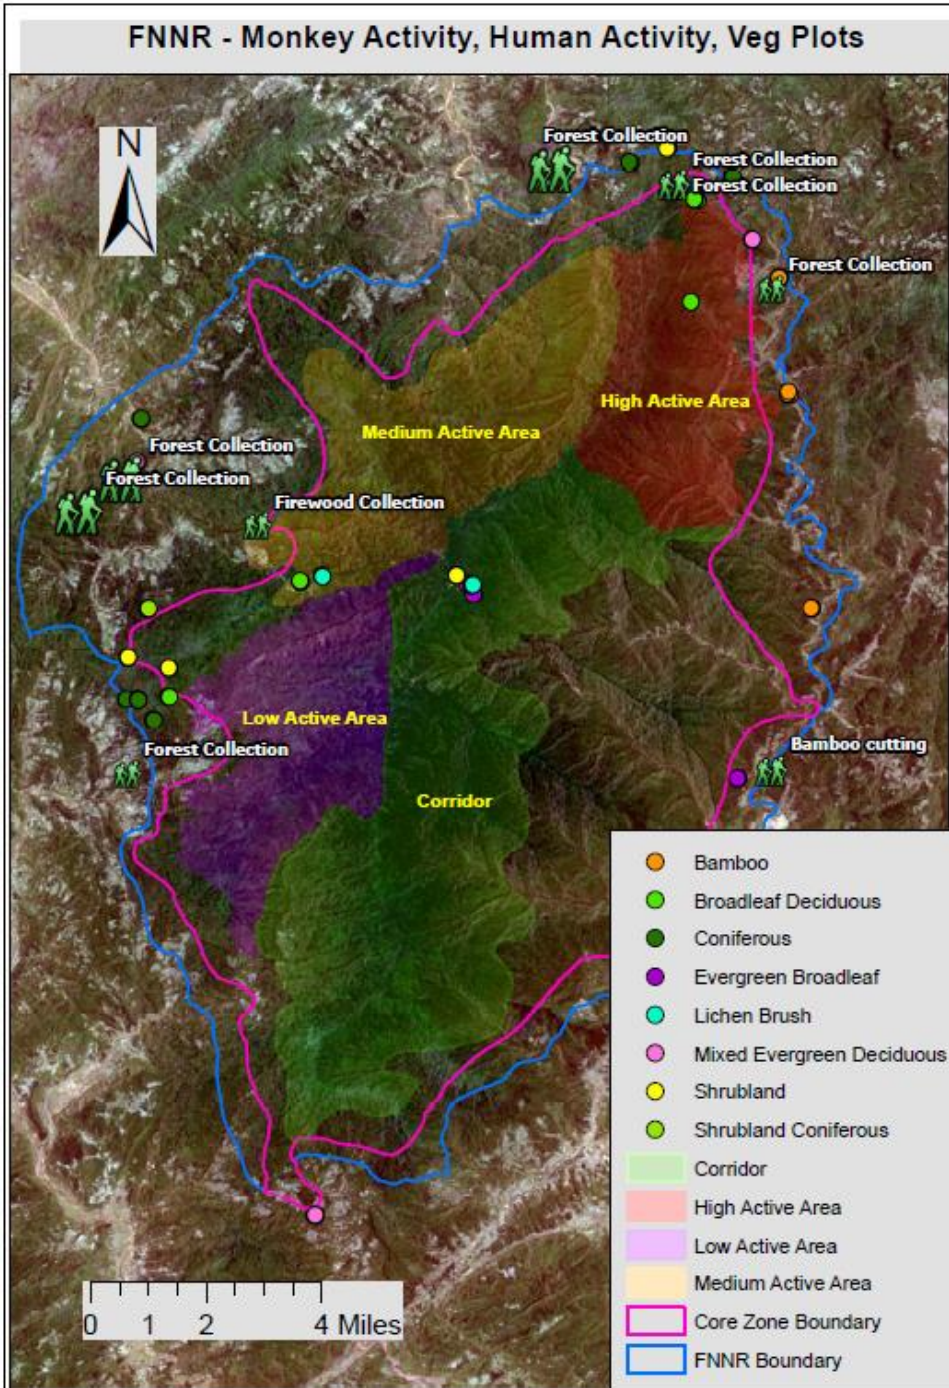 FNNR - Monkey Activity, Human Activity, Veg Plots
N
Forest Collection
Forest Collection
Forest Collection
Forest Collection
High Active Area
Medium Active Area
Forest Collection
Forest Collection
Firewood Collection
Low Active Area
Forest Collection
Bamboo cutting
Corridor
Bamboo
Broadleaf Deciduous
Coniferous
Evergreen Broadleaf
Lichen Brush
Mixed Evergreen Deciduous
Shrubland
Shrubland Coniferous
Corridor
High Active Area
Low Active Area
Medium Active Area
Core Zone Boundary
FNNR Boundary
0 1 2 4 Miles